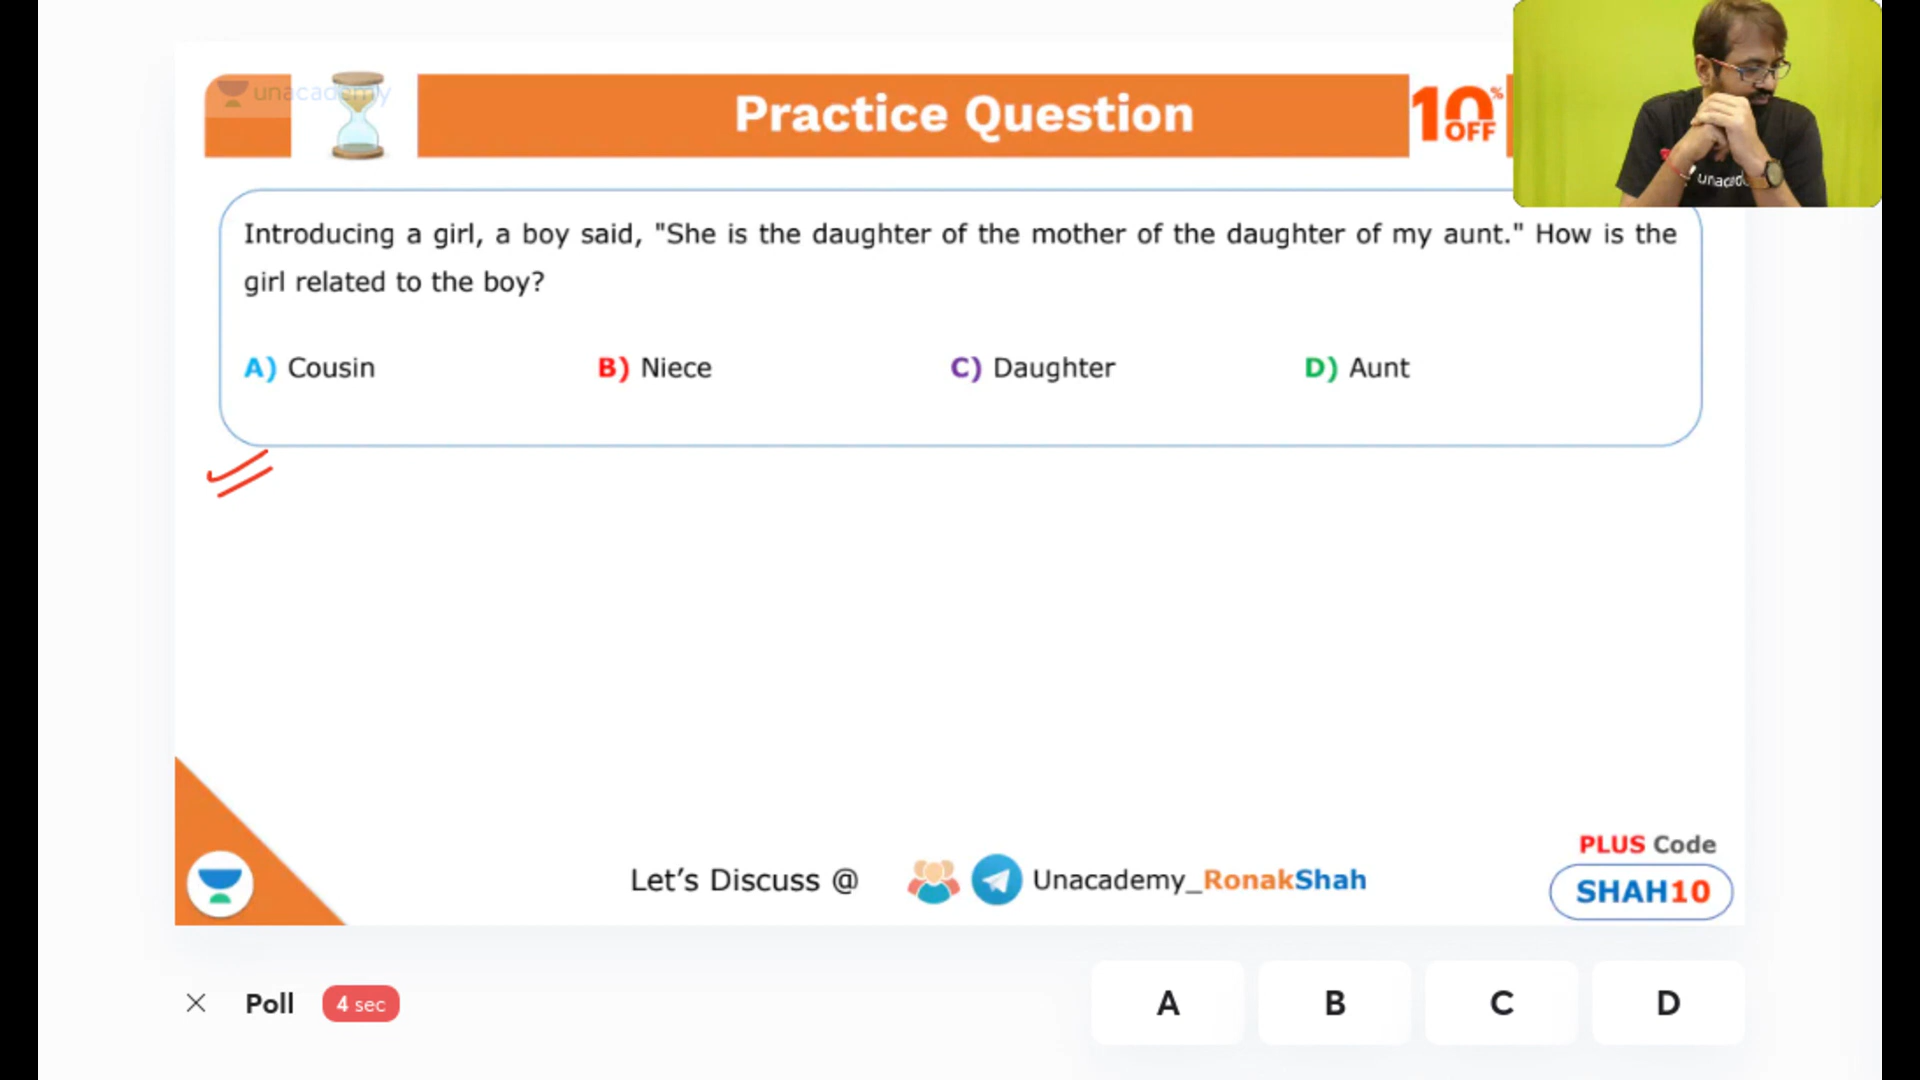 unacademy
Practice Question
10%
OFF
Introducing a girl, a boy said, "She is the daughter of the mother of the daughter of my aunt." How is the
girl related to the boy?
A) Cousin
B) Niece
C) Daughter
D) Aunt
Let's Discuss @
Unacademy_RonakShah
PLUS Code
SHAH10
Poll
4 sec
A
B
C
D